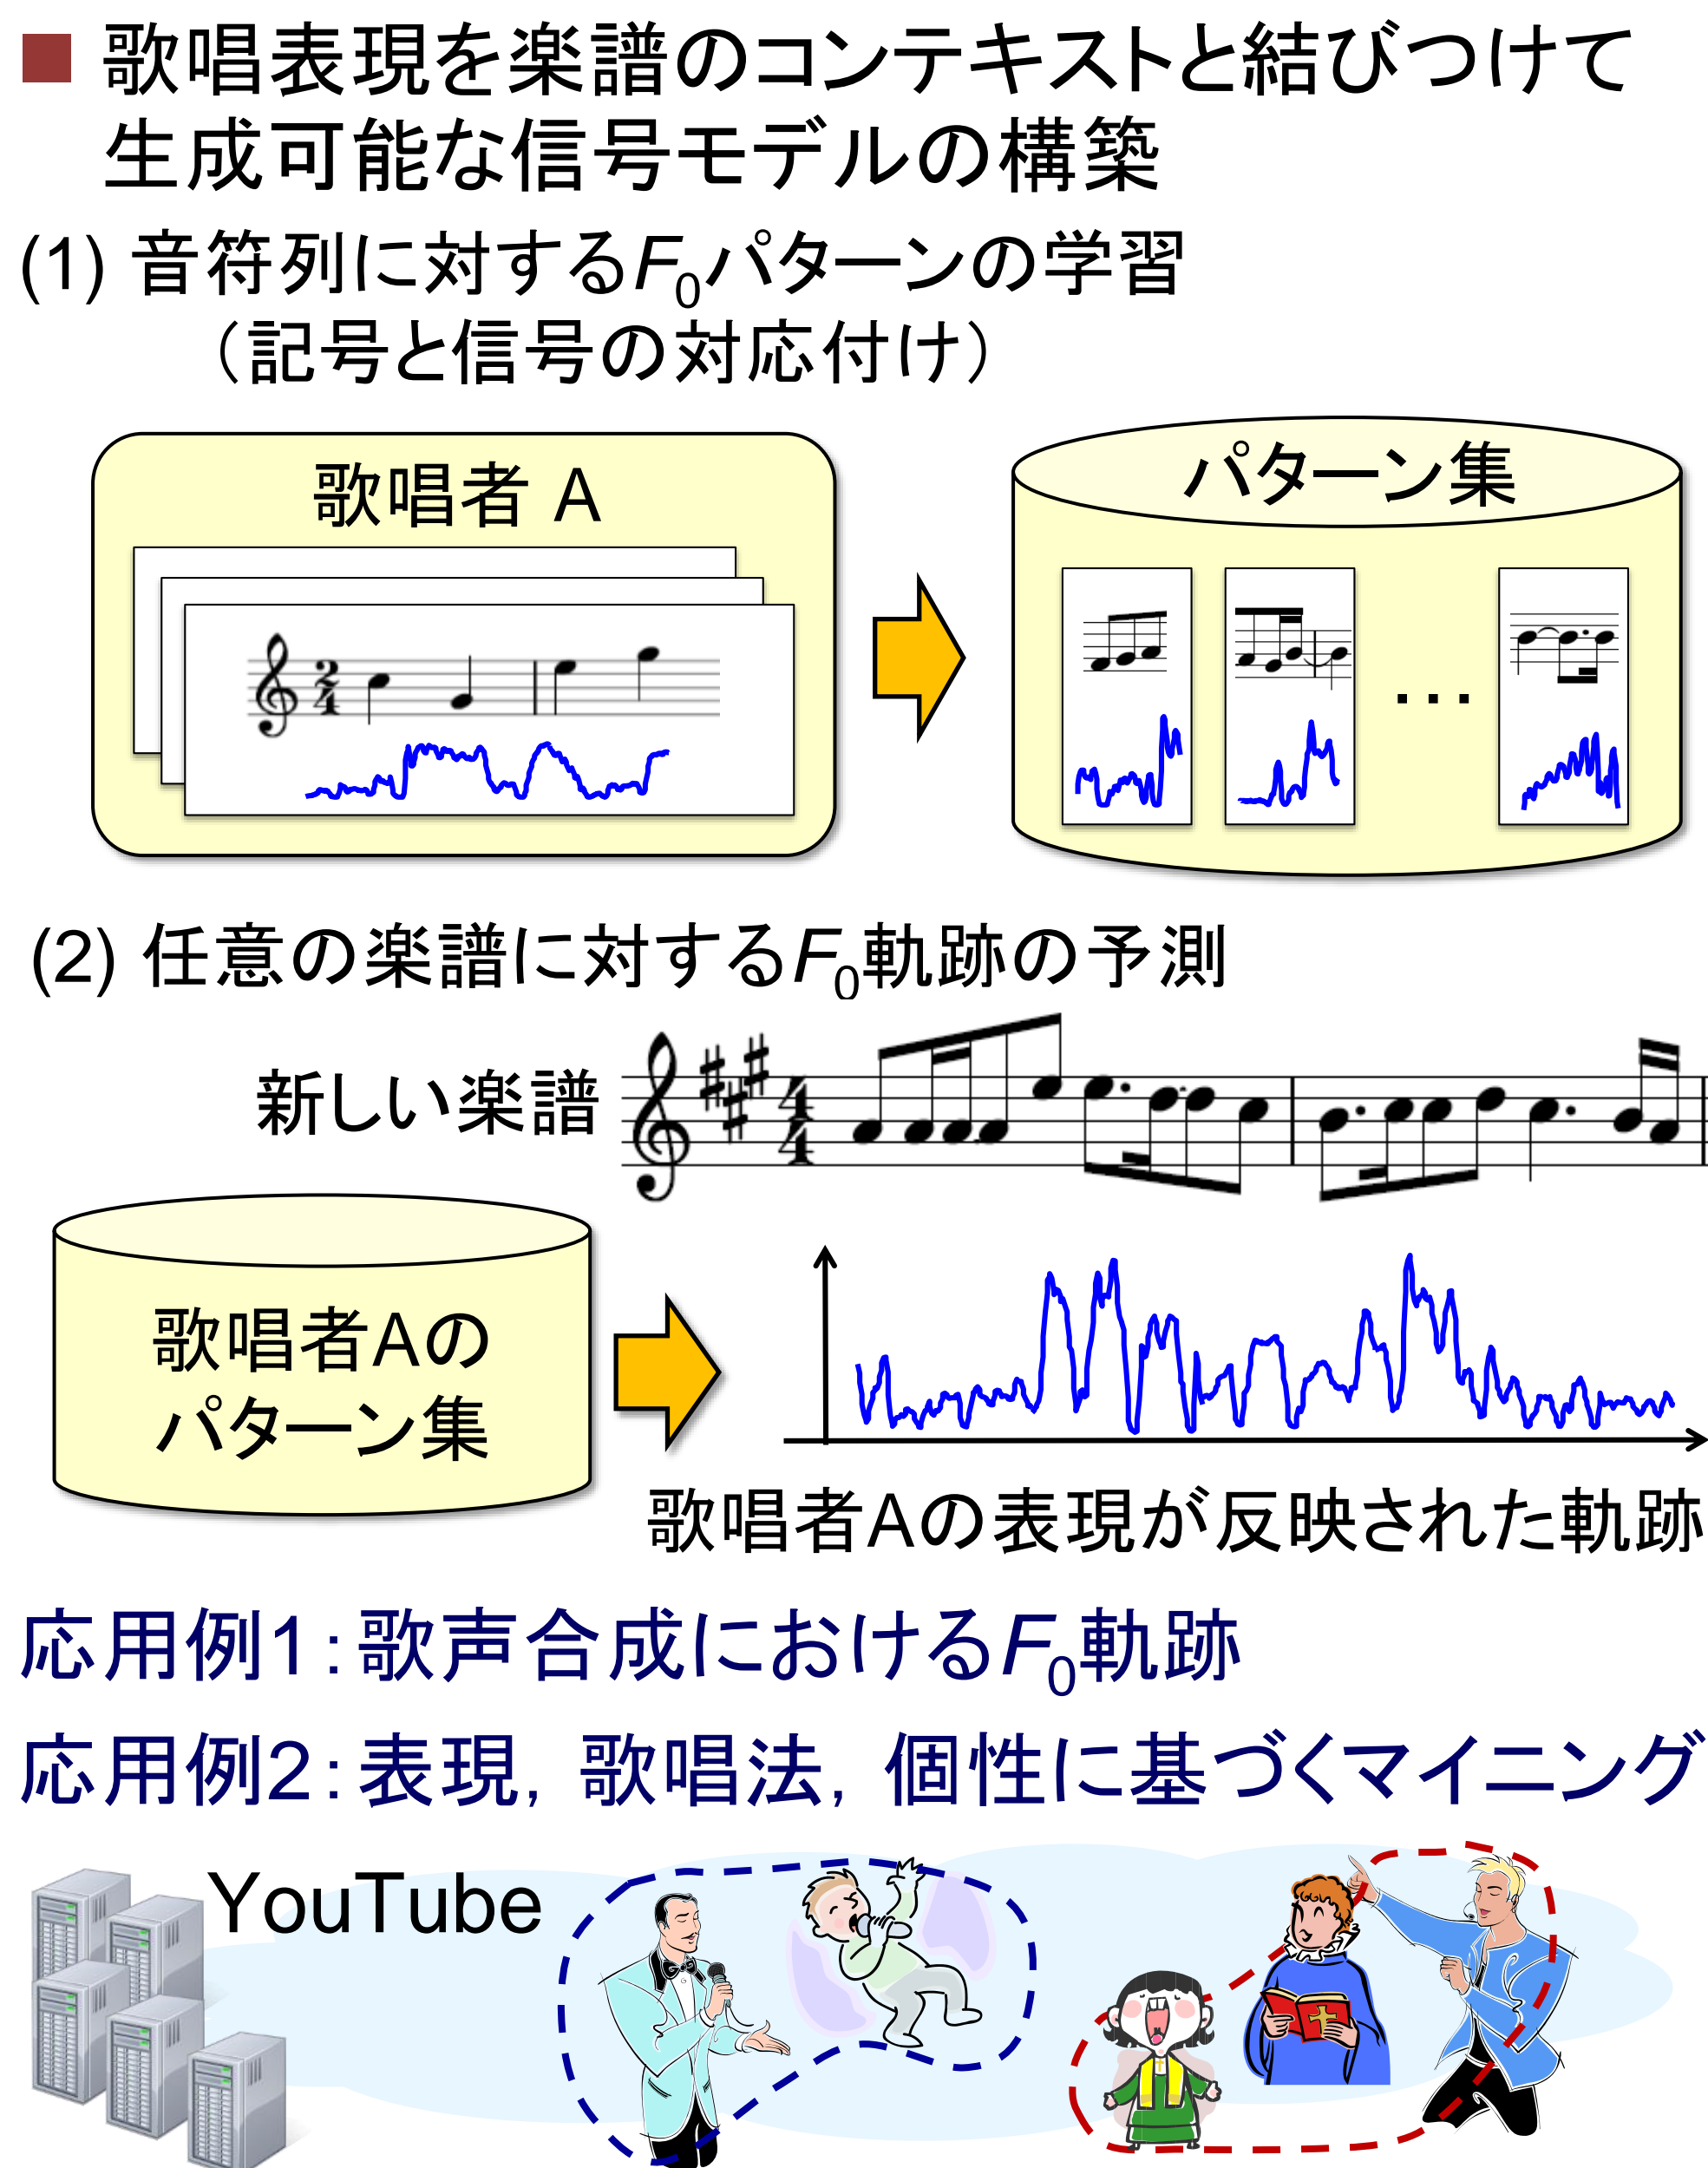 歌唱表現を楽譜のコンテキストと結びつけて
生成可能な信号モデルの構築
(1) 音符列に対するF0パターンの学習
（記号と信号の対応付け）
歌唱者 A
パターン集
...
(2) 任意の楽譜に対するF0軌跡の予測
新しい楽譜
歌唱者Aの
パターン集
歌唱者Aの表現が反映された軌跡
応用例1：歌声合成におけるF0軌跡
応用例2：表現，歌唱法，個性に基づくマイニング
YouTube